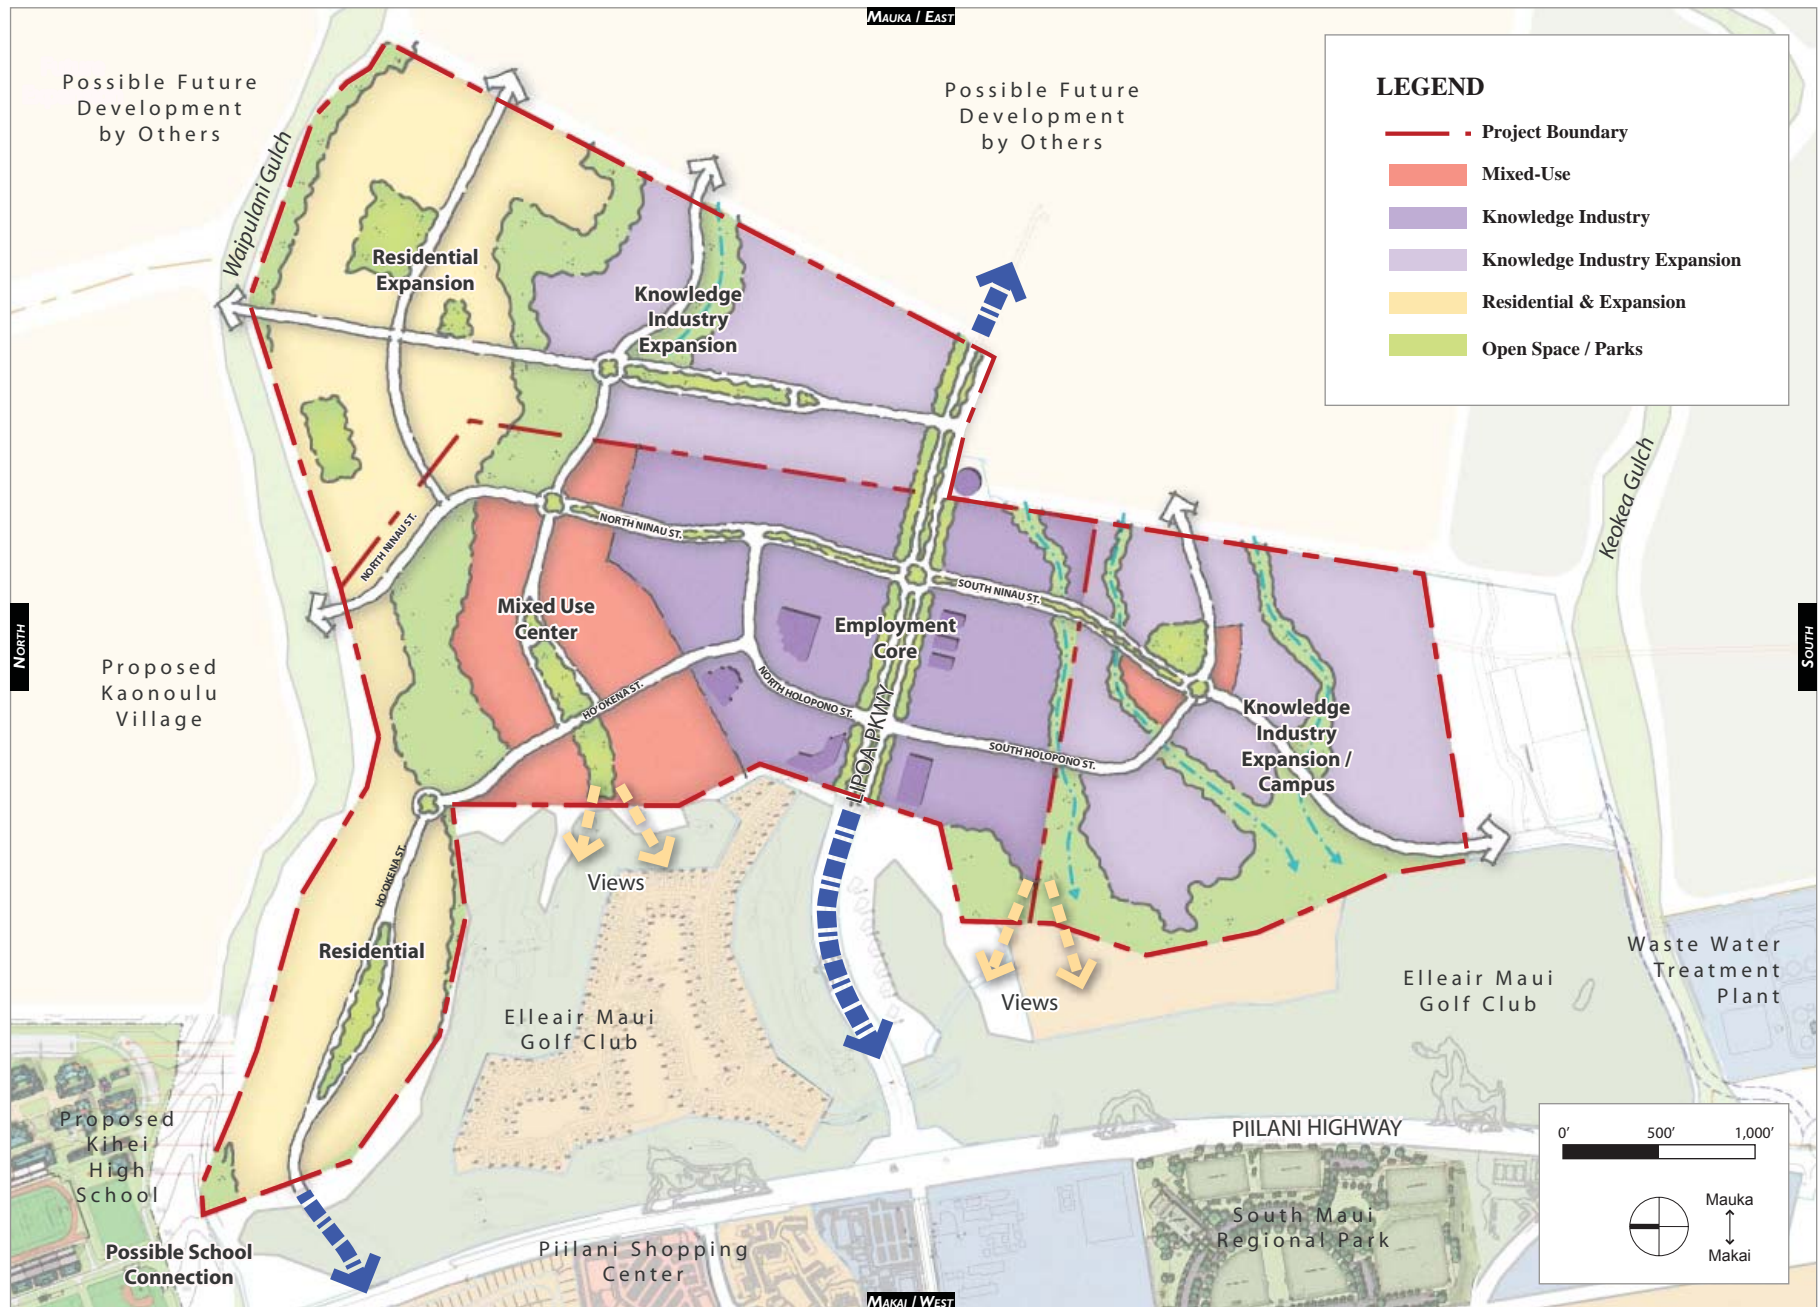 MAUKA / EAST
Possible Future
Development
by Others
Possible Future
Development
by Others
LEGEND
Project Boundary
Mixed-Use
Knowledge Industry
Knowledge Industry Expansion
Residential & Expansion
Open Space / Parks
Waipulani Gulch
Residential
Expansion
Knowledge
Industry
Expansion
Keokea Gulch
NORTH NINAU ST.
NORTH NINAU ST.
SOUTH NINAU ST.
Mixed Use
Center
Employment
Core
NORTH
SOUTH
Proposed
Kaonoulu
Village
HO'OKENA ST.
NORTH HOLOPONO ST.
LIPOA PKWY
SOUTH HOLOPONO ST.
Knowledge
Industry
Expansion /
Campus
HO'OKENA ST.
Views
Residential
Views
Elleair Maui
Golf Club
Elleair Maui
Golf Club
Waste Water
Treatment
Plant
Proposed
Kihei
High
School
PIILANI HIGHWAY
0'
500'
1,000'
Mauka
Makai
South Maui
Regional Park
Possible School
Connection
Piilani Shopping
Center
MAKAI / WEST